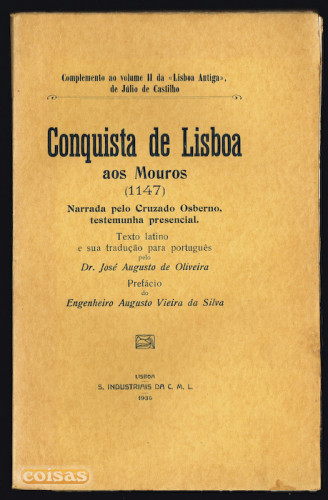 Complemento ao volume II da «Lisboa Antiga»,
de Júlio de Castilho
Conquista de Lisboa
aos Mouros
(1147)
Narrada pelo Cruzado Osberno,
testemunha presencial.
Texto latino
e sua tradução para português
pelo
Dr. José Augusto de Oliveira
Prefácio
do
Engenheiro Augusto Vieira da Silva
LISBOA
S. INDUSTRIAIS DA C. M. L.
1935
coisas